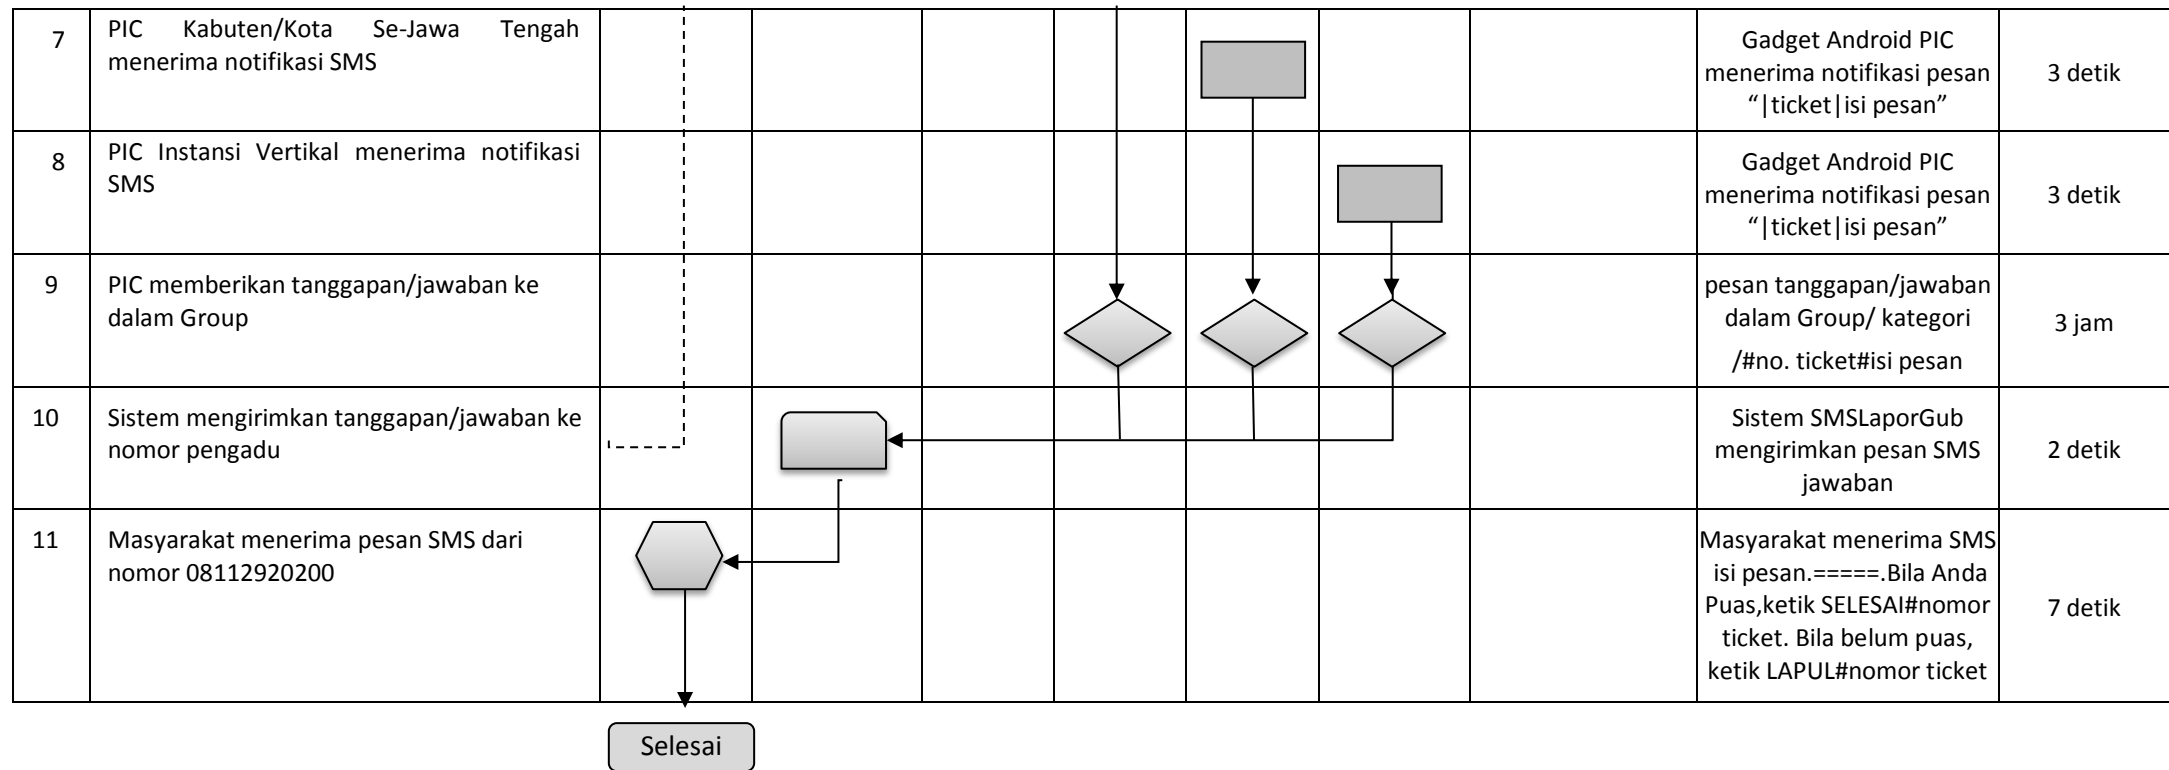 7
PIC Kabuten/Kota Se-Jawa Tengah
menerima notifikasi SMS
Gadget Android PIC
menerima notifikasi pesan
“|ticket|isi pesan”
3 detik
8
PIC Instansi Vertikal menerima notifikasi
SMS
Gadget Android PIC
menerima notifikasi pesan
“|ticket|isi pesan”
3 detik
9
PIC memberikan tanggapan/jawaban ke
dalam Group
pesan tanggapan/jawaban
dalam Group/ kategori
/#no. ticket#isi pesan
3 jam
10
Sistem mengirimkan tanggapan/jawaban ke
nomor pengadu
Sistem SMSLaporGub
mengirimkan pesan SMS
jawaban
2 detik
11
Masyarakat menerima pesan SMS dari
nomor 08112920200
Masyarakat menerima SMS
isi pesan.=====.Bila Anda
Puas,ketik SELESAI#nomor
ticket. Bila belum puas,
ketik LAPUL#nomor ticket
7 detik
Selesai